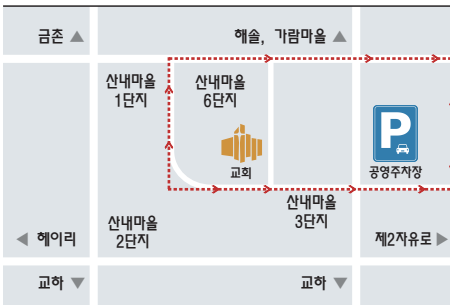 금촌 ▲
해솔, 가람마을 ▲
산내마을
1단지
산내마을
6단지
교회
P
공영주차장
산내마을
3단지
산내마을
2단지
◀ 헤이리
제2자유로 ▶
교하 ▼
교하 ▼